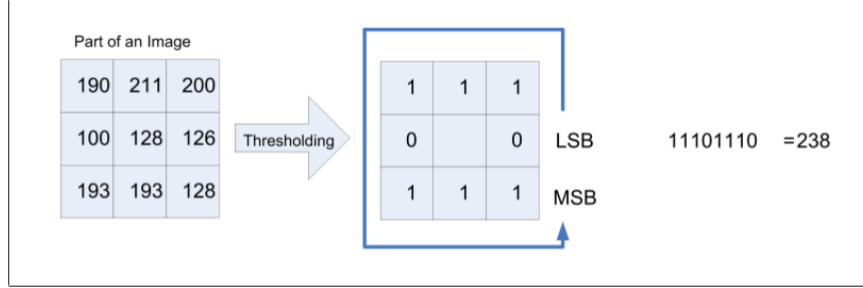 Part of an Image
190 211 200
100 128 126
193 193 128
Thresholding
1 1 1
0 0 LSB
1 1 1 MSB
11101110 =238